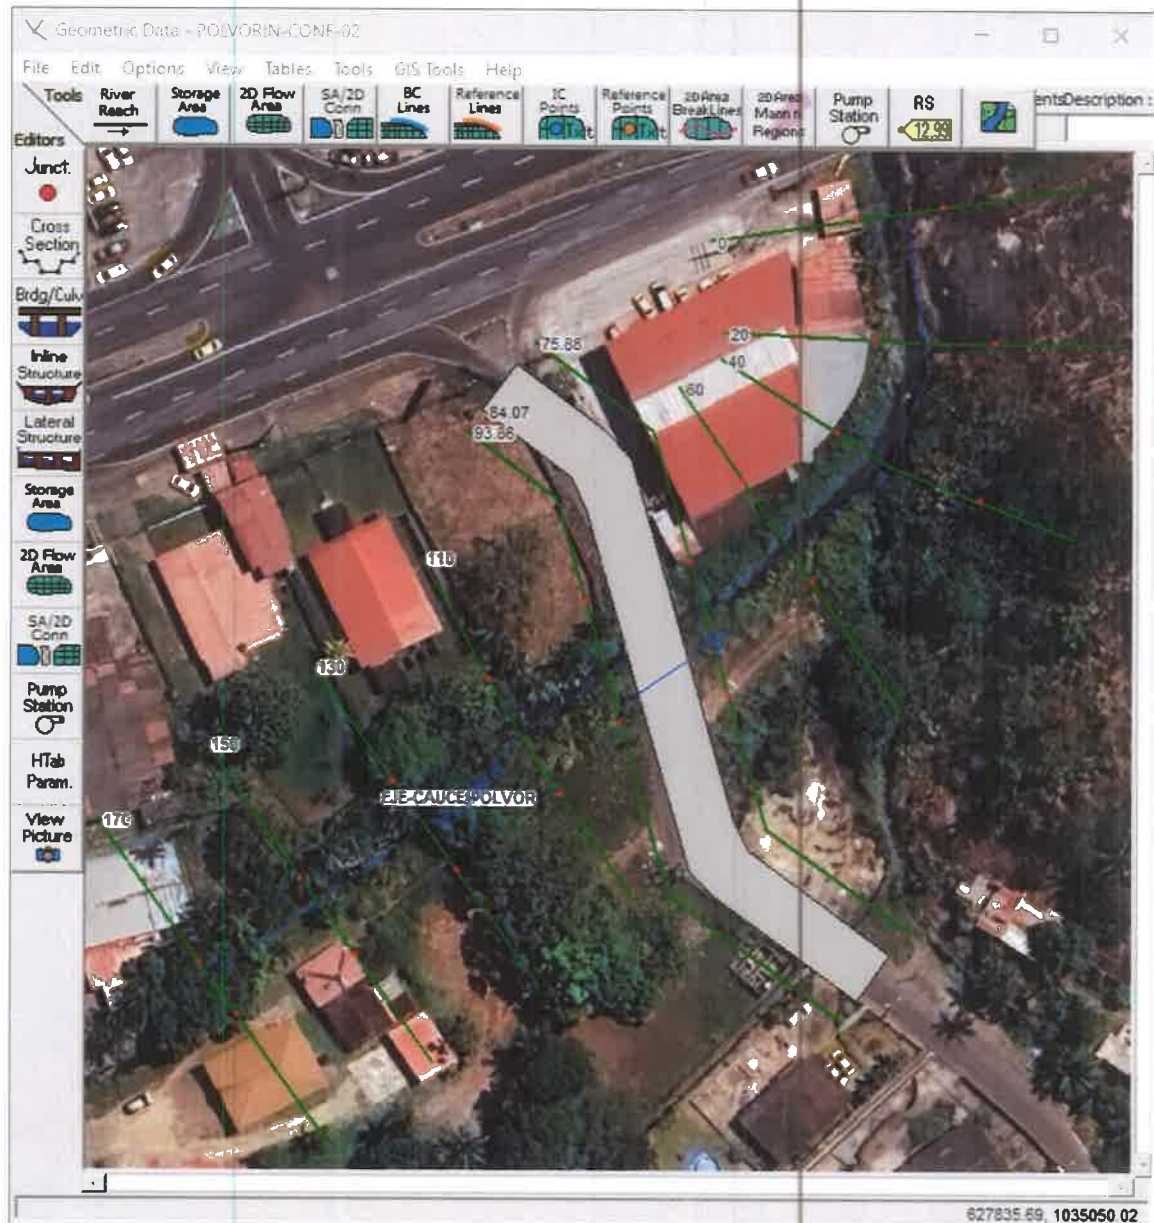 Geometric Data - POLVORIN-CONF-02
File Edit Options View Tables Tools GIS Tools Help
Tools River Reach Storage Area 2D Flow Area SA/2D Conn BC Lines Reference Lines IC Points Reference Points 2D Area BreakLines 2D Area Mann n Regions Pump Station RS 12.99 entsDescription :
Editors
Junct.
Cross Section
Brdg/Culv
Inline Structure
Lateral Structure
Storage Area
2D Flow Area
SA/2D Conn
Pump Station
HTab Param.
View Picture
0
20
75.88
40
60
84.07
93.86
110
130
150
EJE-CAUCE-POLVOR
170
627835.69, 1035050.02